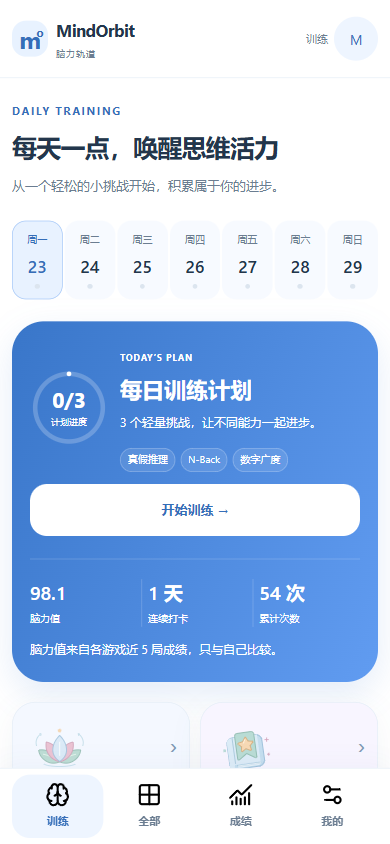 mo
MindOrbit
脑力轨道
训练
M
DAILY TRAINING
每天一点，唤醒思维活力
从一个轻松的小挑战开始，积累属于你的进步。
周一 周二 周三 周四 周五 周六 周日
23 24 25 26 27 28 29
TODAY'S PLAN
每日训练计划
0/3
计划进度
3 个轻量挑战，让不同能力一起进步。
真假推理 N-Back 数字广度
开始训练 →
98.1 1 天 54 次
脑力值 连续打卡 累计次数
脑力值来自各游戏近 5 局成绩，只与自己比较。
训练 全部 成绩 我的